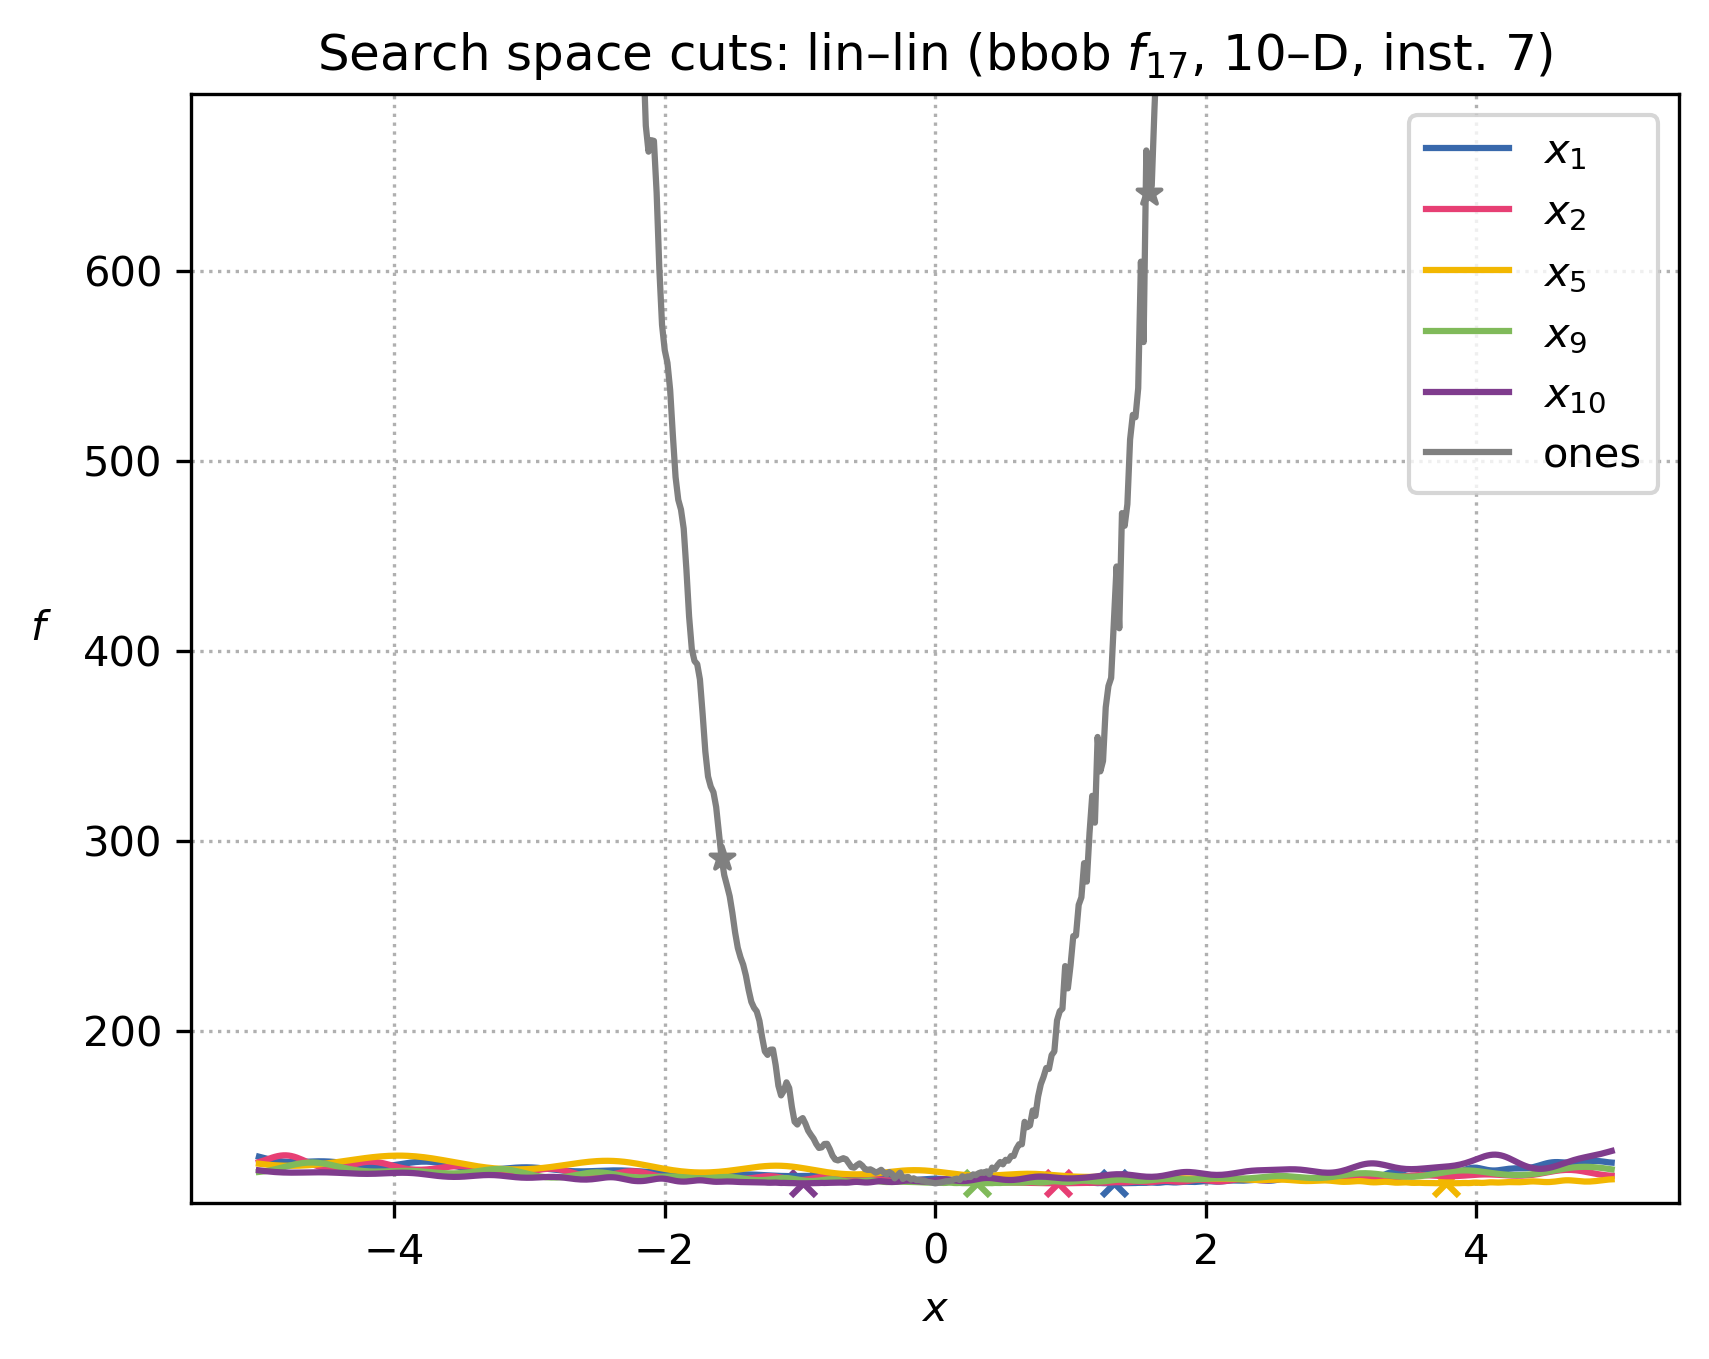 Search space cuts: lin–lin (bbob f17, 10–D, inst. 7)
x1
x2
x5
x9
x10
ones
600
500
400
300
200
f
−4
−2
0
2
4
x